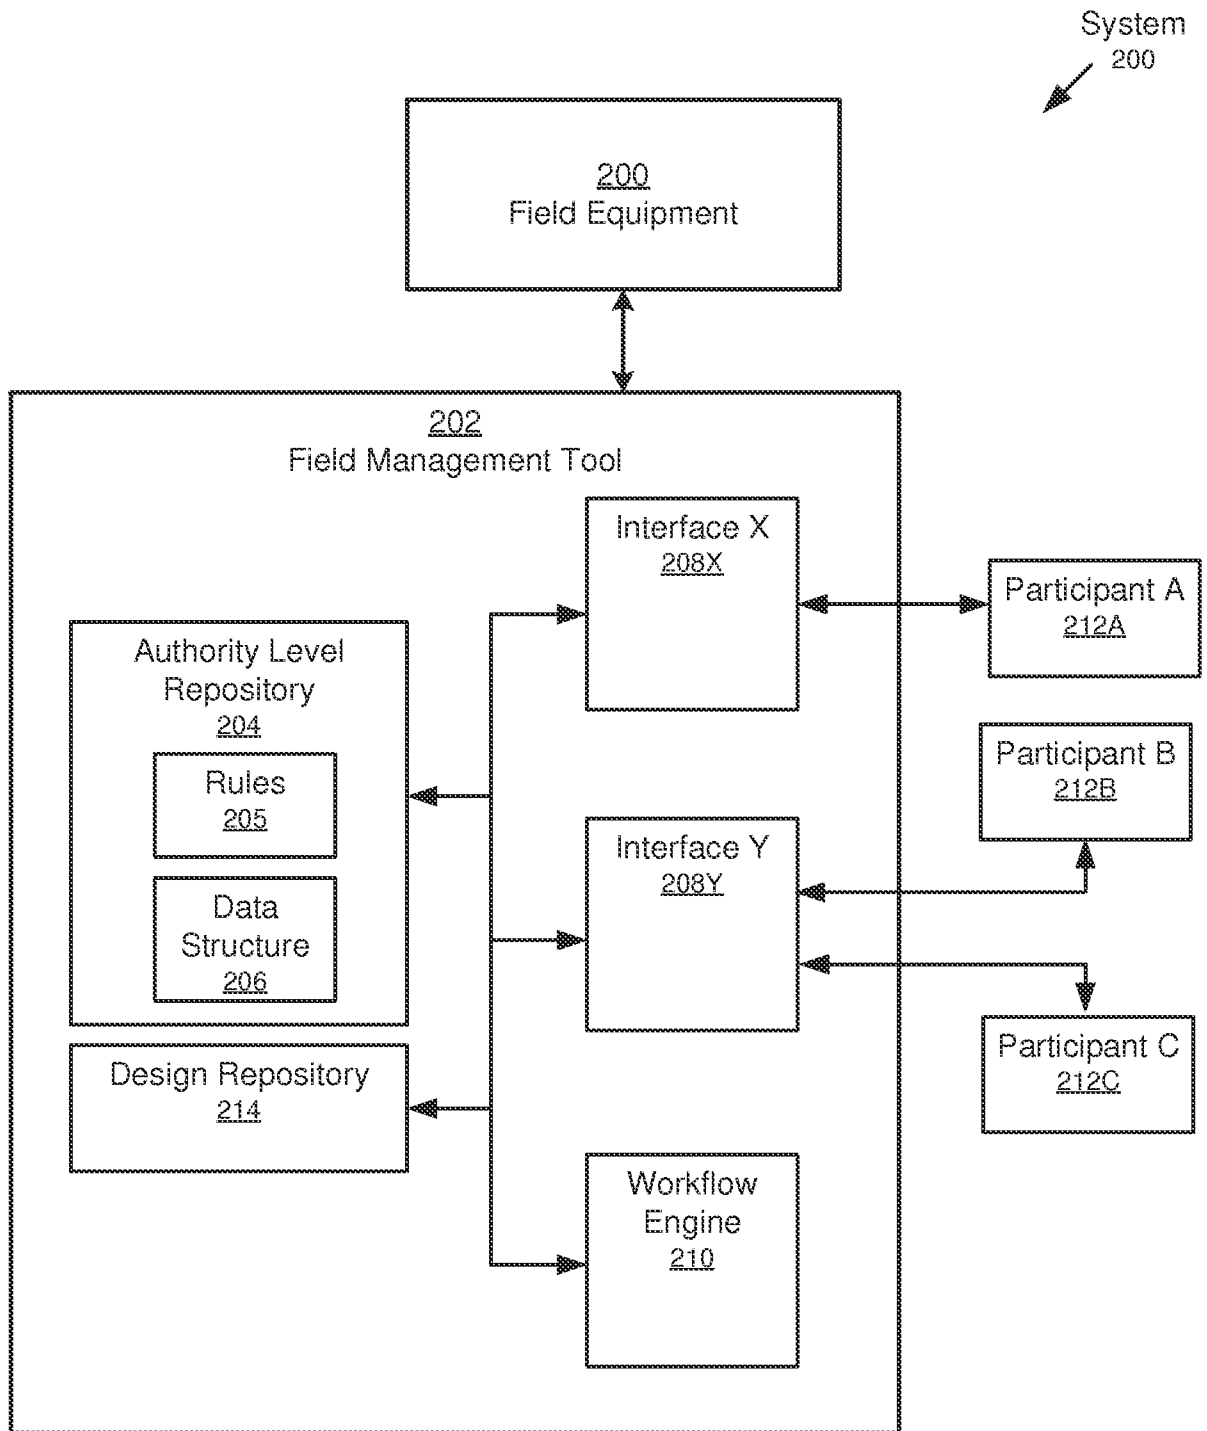 System
200
200
Field Equipment
202
Field Management Tool
Interface X
208X
Participant A
212A
Authority Level
Repository
204
Rules
205
Data
Structure
206
Participant B
212B
Interface Y
208Y
Participant C
212C
Design Repository
214
Workflow
Engine
210